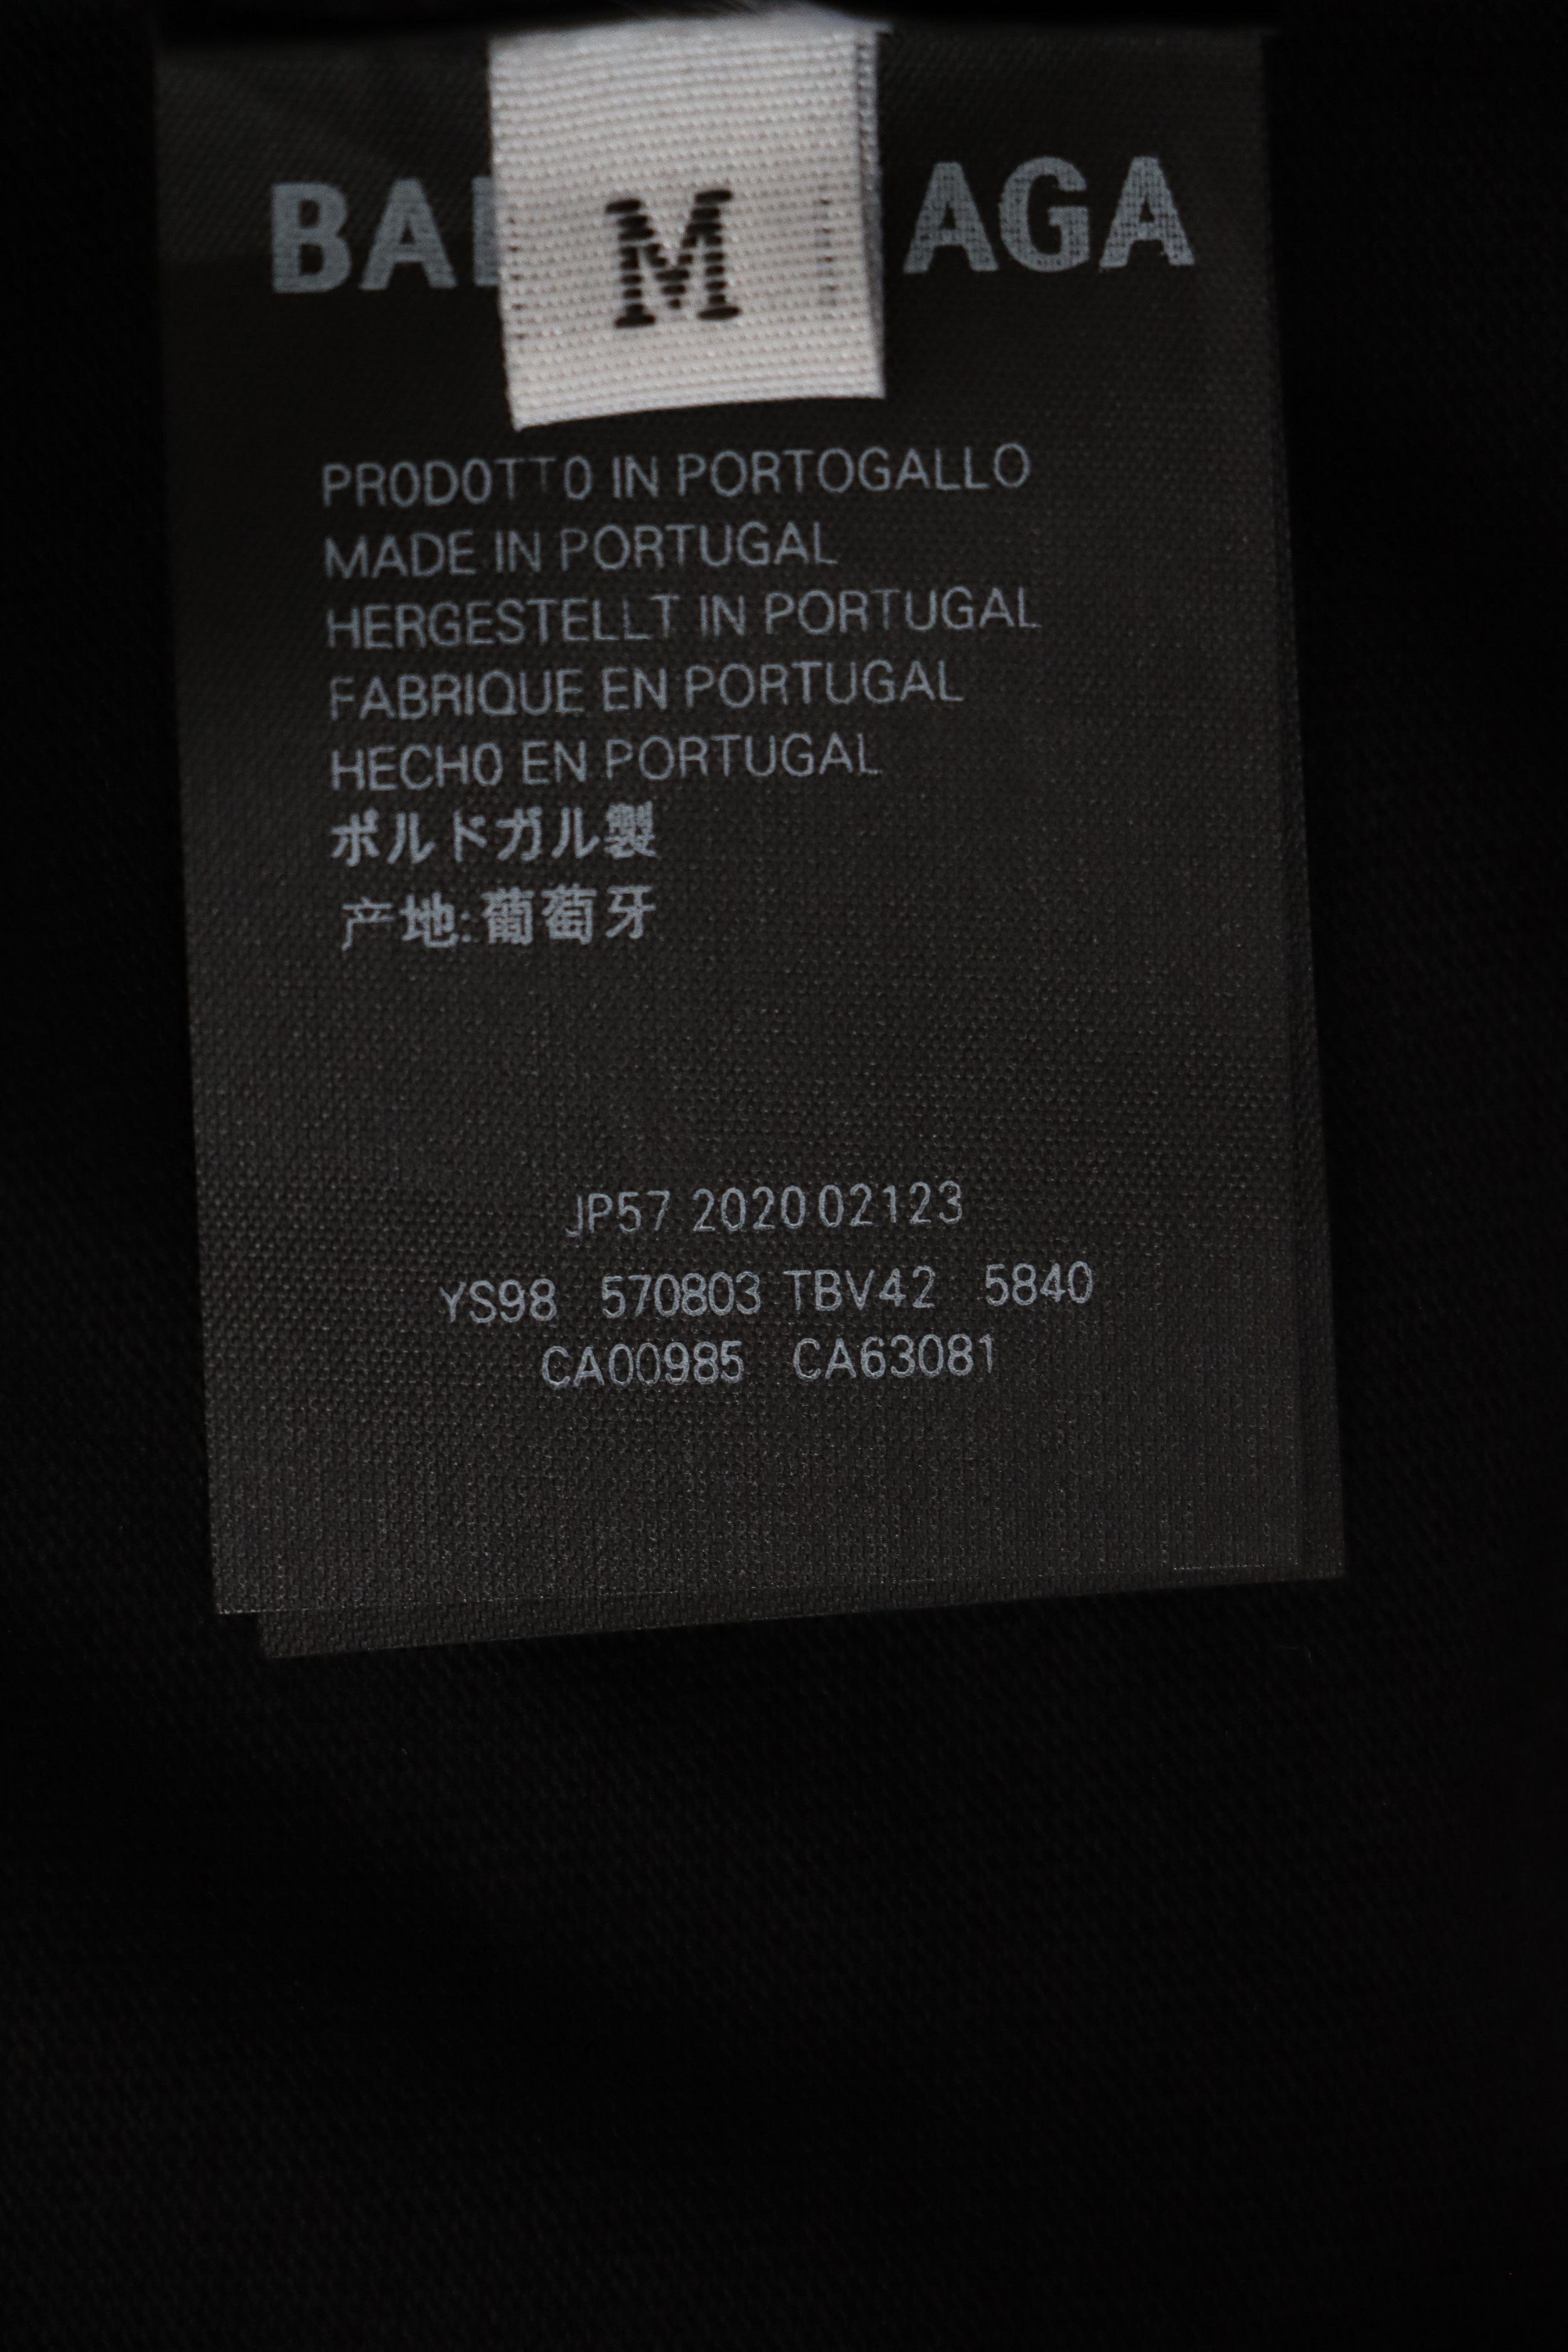 BAL AGA
M
PRODOTTO IN PORTOGALLO
MADE IN PORTUGAL
HERGESTELLT IN PORTUGAL
FABRIQUE EN PORTUGAL
HECHO EN PORTUGAL
ポルドガル製
产地:葡萄牙
JP57 2020 02123
YS98 570803 TBV42 5840
CA00985 CA63081